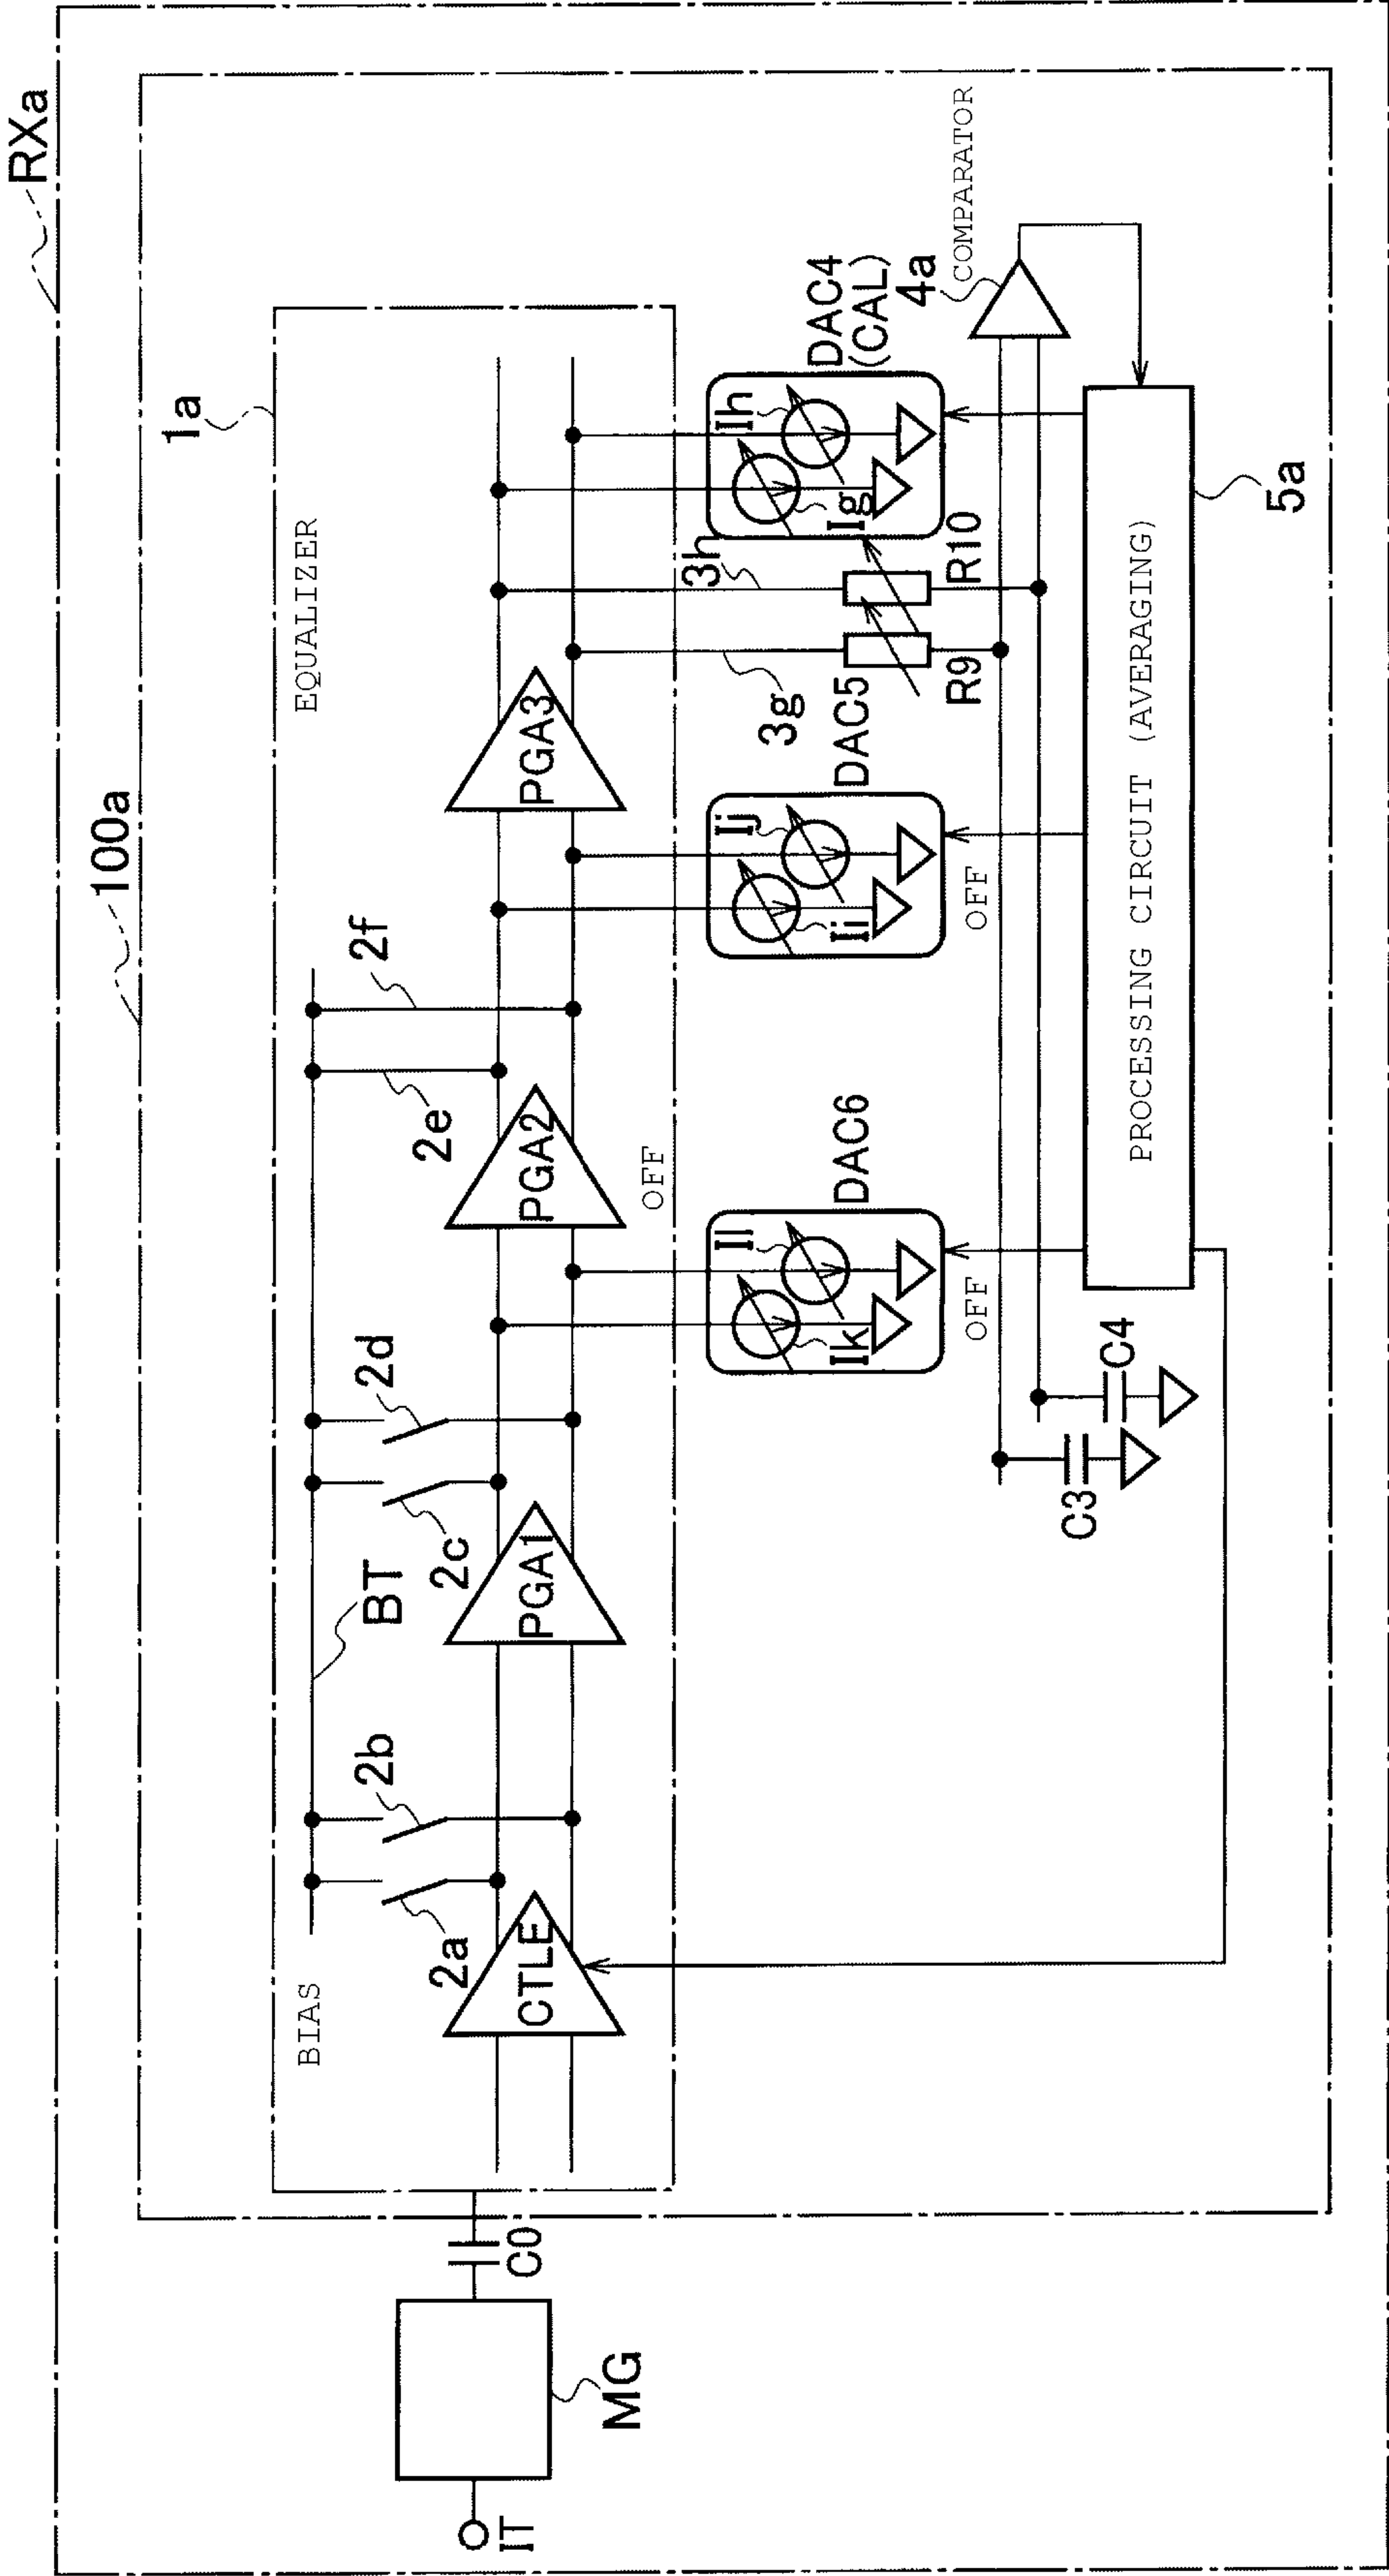 RXa
100a
1a
EQUALIZER
BIAS
BT
2a
2b
2c
2d
2e
2f
IT
MG
C0
CTLE
PGA1
PGA2
PGA3
OFF
Ik
Il
DAC6
OFF
Ii
Ij
DAC5
OFF
3g
3h
R9
R10
Ig
Ih
DAC4
(CAL)
4a
COMPARATOR
C3
C4
PROCESSING CIRCUIT (AVERAGING)
5a